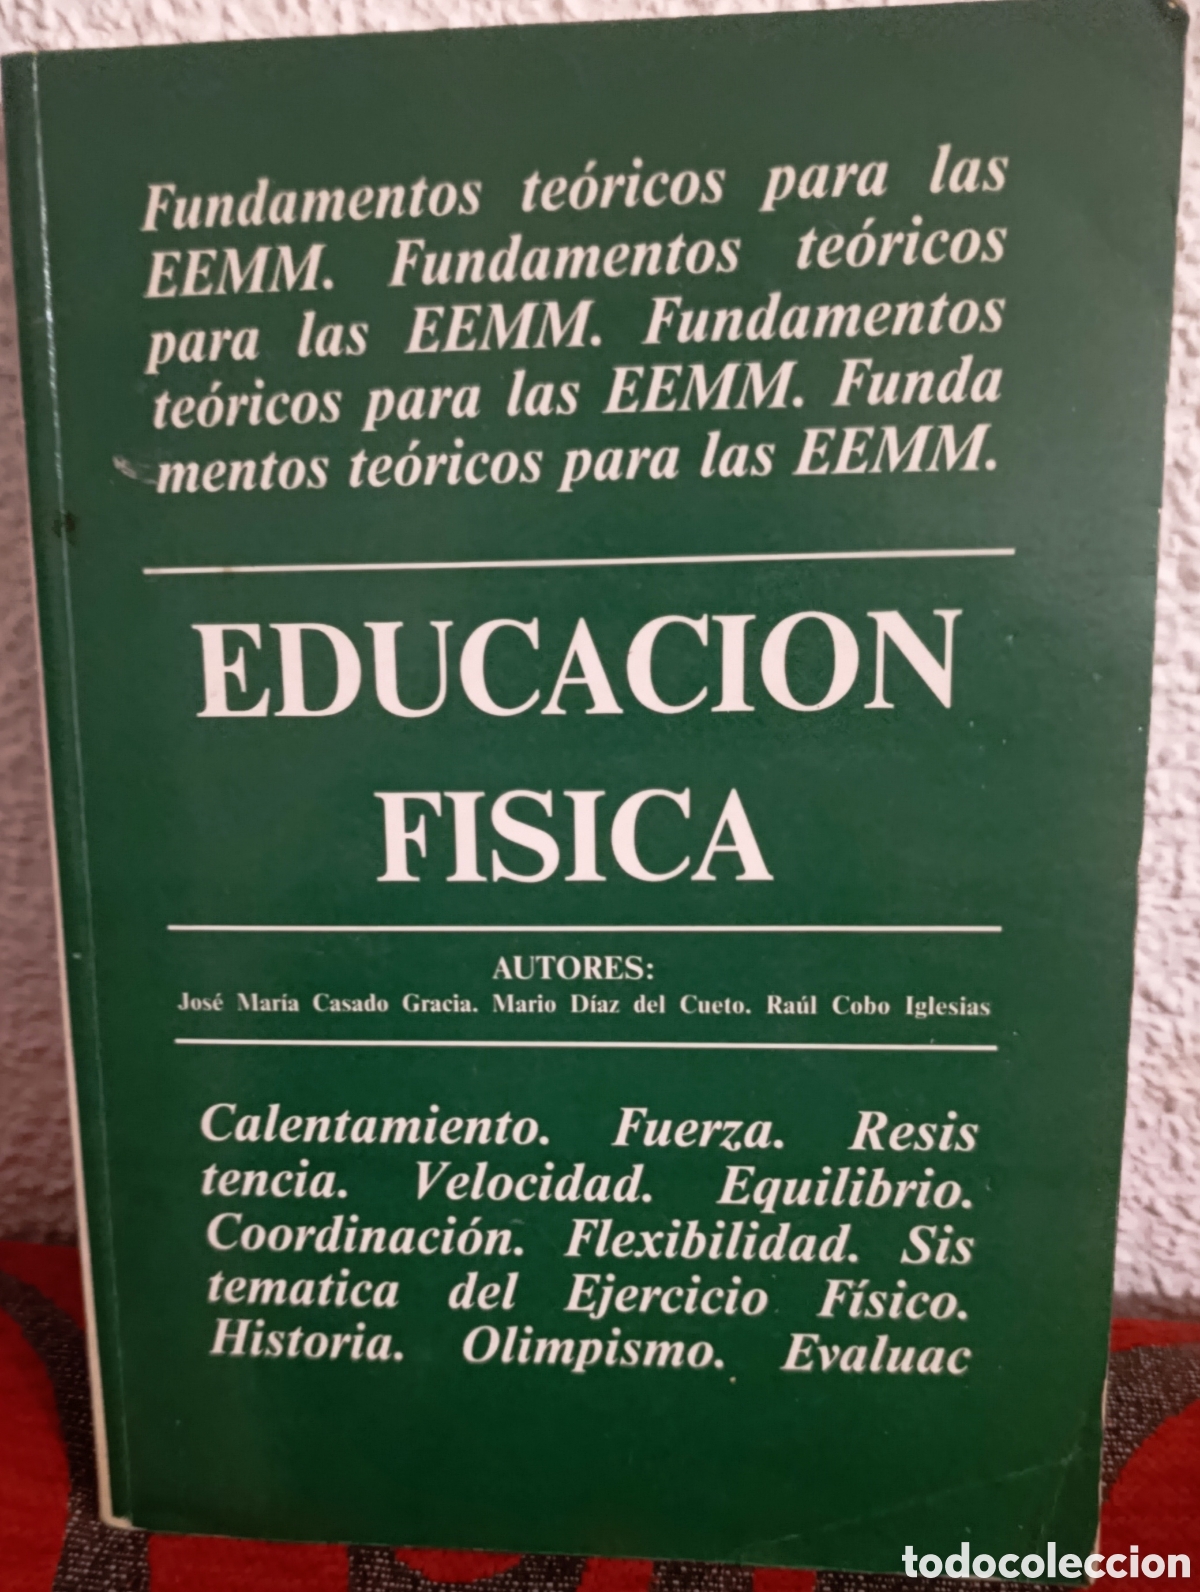 Fundamentos teóricos para las
EEMM. Fundamentos teóricos
para las EEMM. Fundamentos
teóricos para las EEMM. Funda
mentos teóricos para las EEMM.
EDUCACION
FISICA
AUTORES:
José María Casado Gracia. Mario Díaz del Cueto. Raúl Cobo Iglesias
Calentamiento. Fuerza. Resis
tencia. Velocidad. Equilibrio.
Coordinación. Flexibilidad. Sis
tematica del Ejercicio Físico.
Historia. Olimpismo. Evaluac
todocoleccion